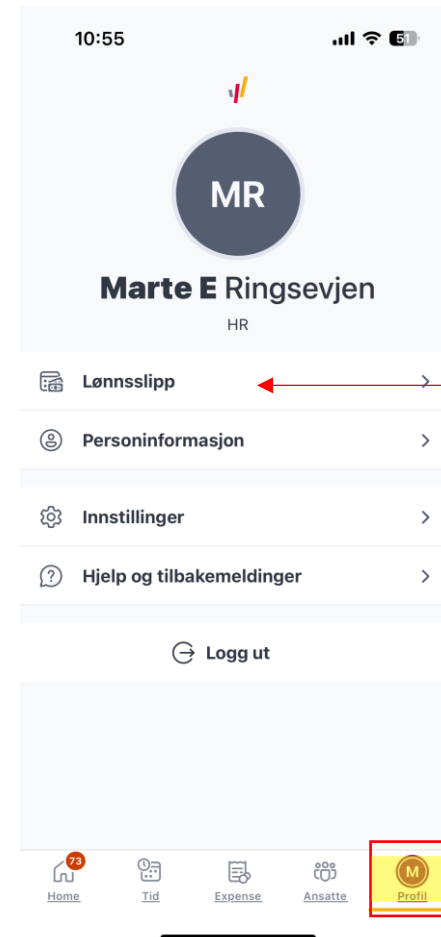 10:55
51
MR
Marte E Ringsevjen
HR
Lønnsslipp
Personinformasjon
Innstillinger
Hjelp og tilbakemeldinger
Logg ut
73
M
Home
Tid
Expense
Ansatte
Profil